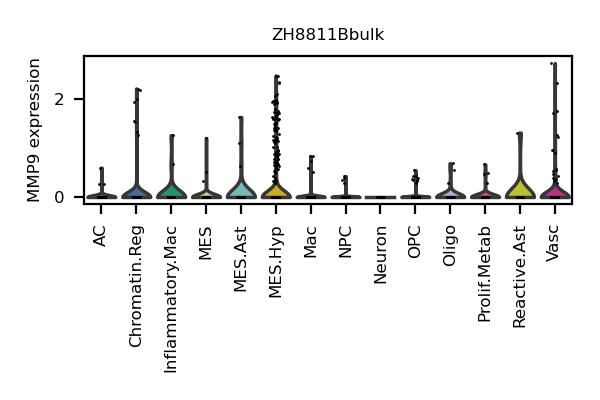 ZH8811Bbulk
MMP9 expression
2
0
AC
Chromatin.Reg
Inflammatory.Mac
MES
MES.Ast
MES.Hyp
Mac
NPC
Neuron
OPC
Oligo
Prolif.Metab
Reactive.Ast
Vasc